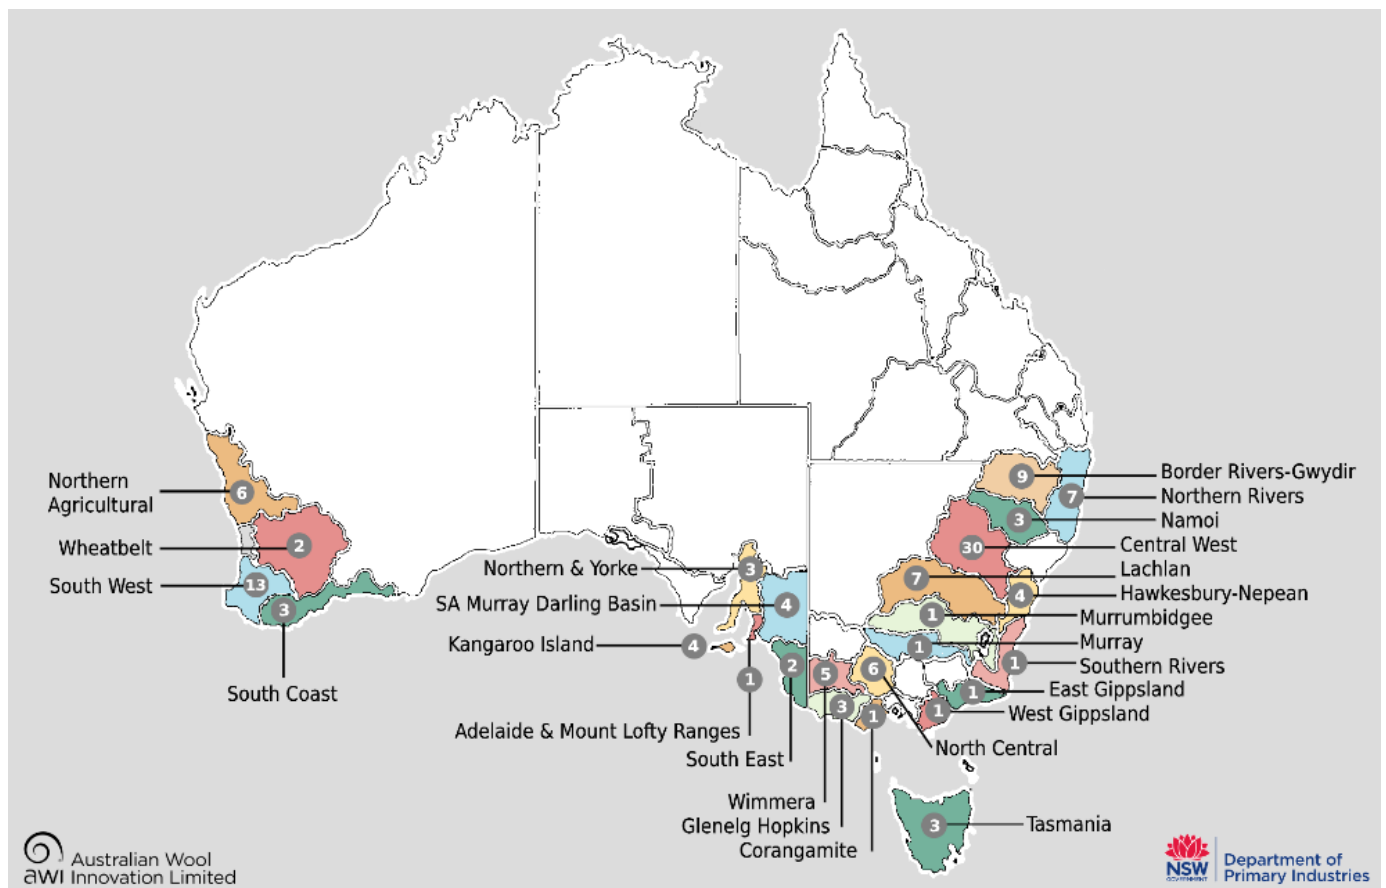 Northern
Agricultural
6
Wheatbelt
2
South West
13
3
South Coast
Northern & Yorke
3
SA Murray Darling Basin
4
Kangaroo Island
4
1
Adelaide & Mount Lofty Ranges
2
South East
5
Wimmera
3
Glenelg Hopkins
1
Corangamite
9
Border Rivers-Gwydir
7
Northern Rivers
3
Namoi
30
Central West
7
Lachlan
4
Hawkesbury-Nepean
1
Murrumbidgee
1
Murray
1
Southern Rivers
1
East Gippsland
1
West Gippsland
6
North Central
3
Tasmania
awi
Australian Wool
Innovation Limited
NSW
GOVERNMENT
Department of
Primary Industries